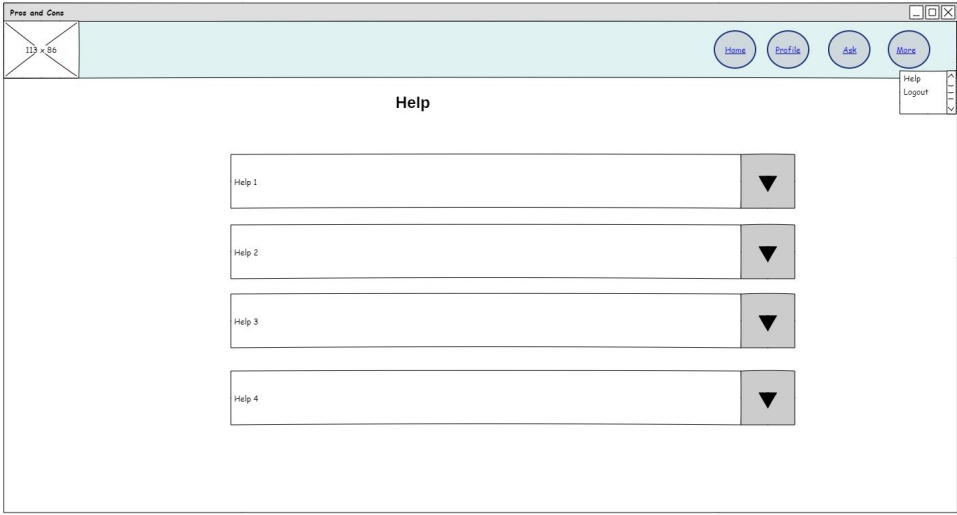 Pros and Cons
113 x 86
Home
Profile
Ask
More
Help
Logout
Help
Help 1
Help 2
Help 3
Help 4